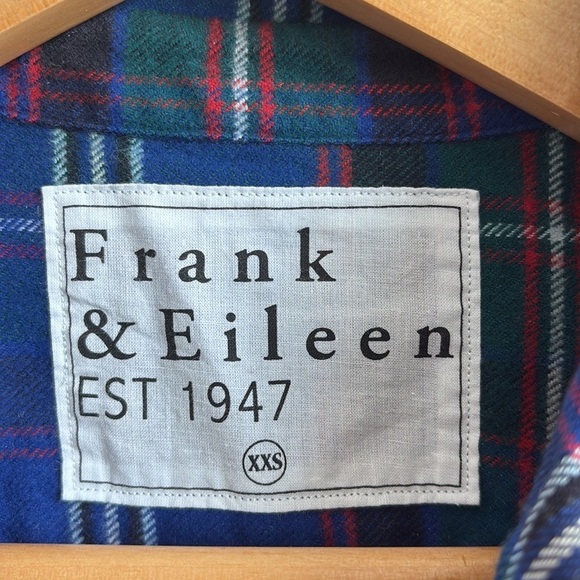 Frank
& Eileen
EST 1947
XXS